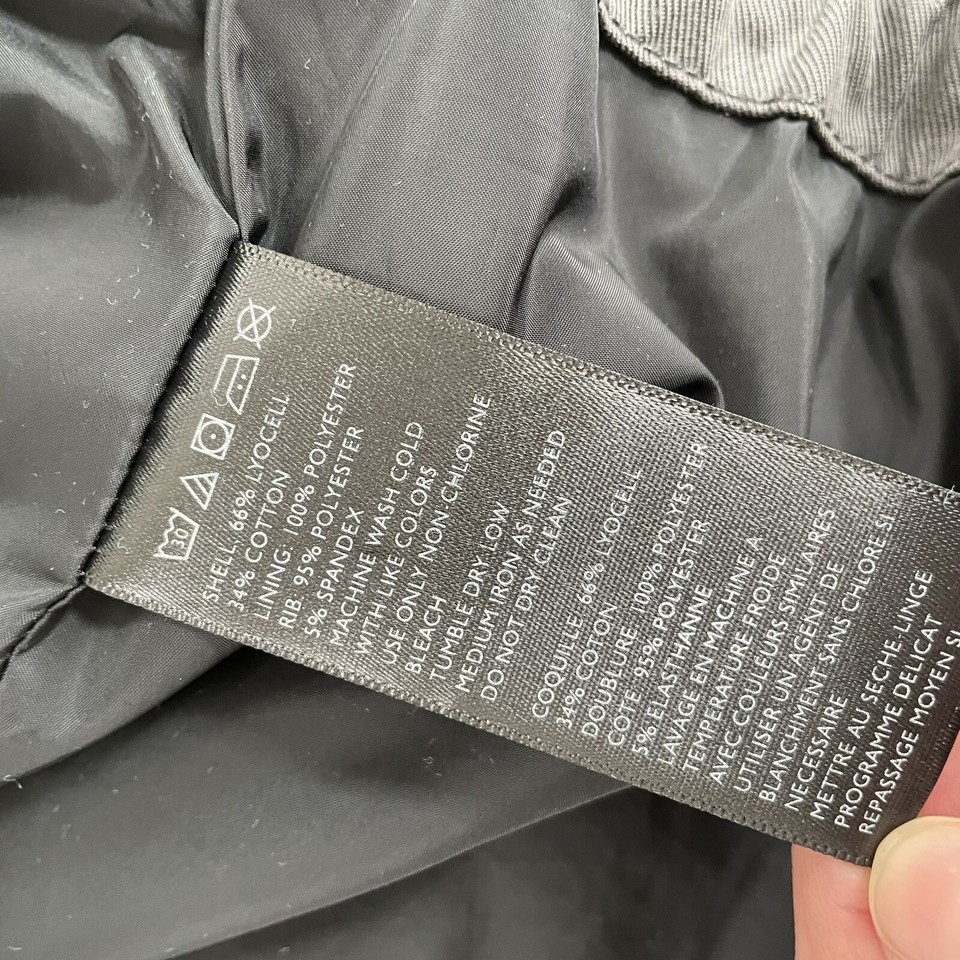 30
SHELL: 66% LYOCELL
34% COTTON
LINING: 100% POLYESTER
RIB: 95% POLYESTER
5% SPANDEX
MACHINE WASH COLD
WITH LIKE COLORS
USE ONLY NON CHLORINE
BLEACH
TUMBLE DRY LOW
MEDIUM IRON AS NEEDED
DO NOT DRY CLEAN
COQUILLE 66% LYOCELL
34% COTON
DOUBLURE 100% POLYESTER
COTE 95% POLYESTER
5% ELASTHANNE
LAVAGE EN MACHINE A
TEMPERATURE FROIDE
AVEC COULEURS SIMILAIRES
UTILISER UN AGENT DE
BLANCHIMENT SANS CHLORE SI
NECESSAIRE
METTRE AU SECHE-LINGE
PROGRAMME DELICAT
REPASSAGE MOYEN SI